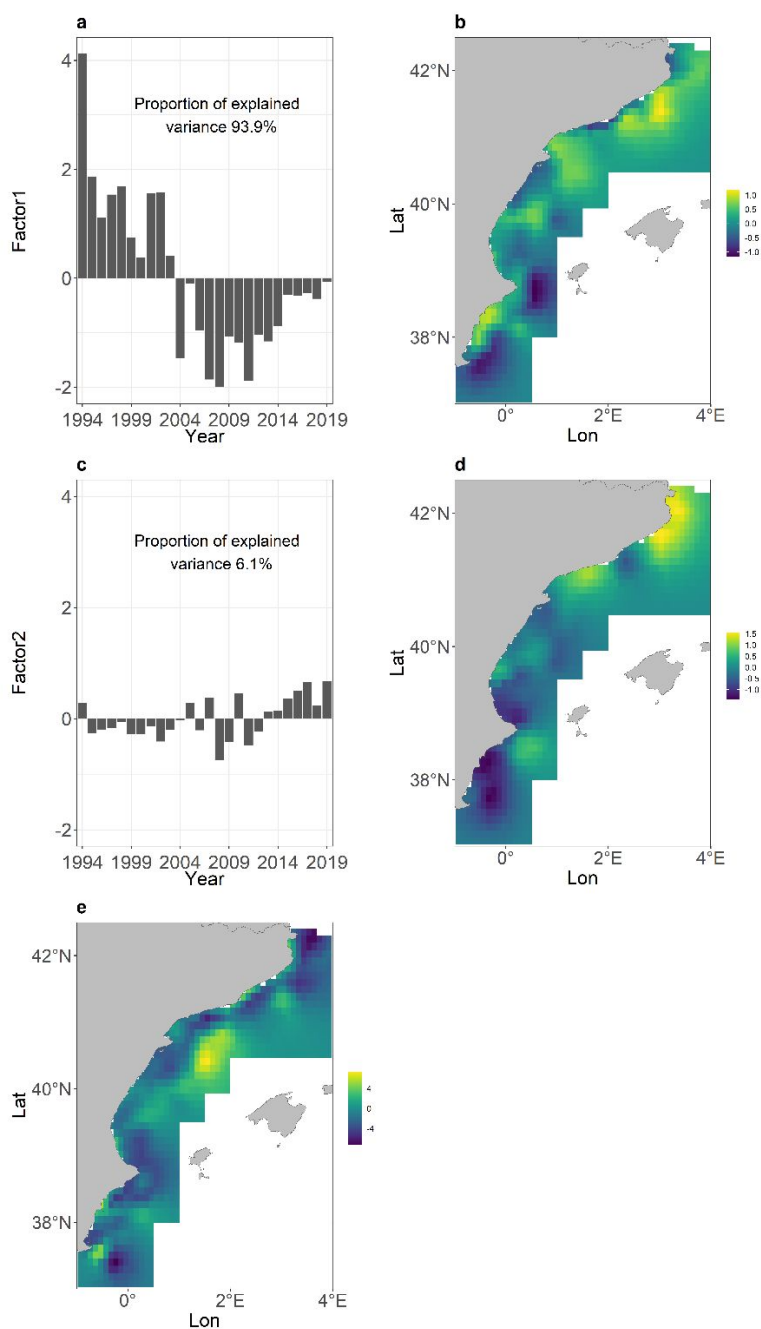 a
4
2
0
-2
Factor1
Proportion of explained
variance 93.9%
1994 1999 2004 2009 2014 2019
Year
b
42°N
40°N
38°N
Lat
0° 2°E 4°E
Lon
1.0
0.5
0.0
-0.5
-1.0
c
4
2
0
-2
Factor2
Proportion of explained
variance 6.1%
1994 1999 2004 2009 2014 2019
Year
d
42°N
40°N
38°N
Lat
0° 2°E 4°E
Lon
1.5
1.0
0.5
0.0
-0.5
-1.0
e
42°N
40°N
38°N
Lat
0° 2°E 4°E
Lon
4
0
-4